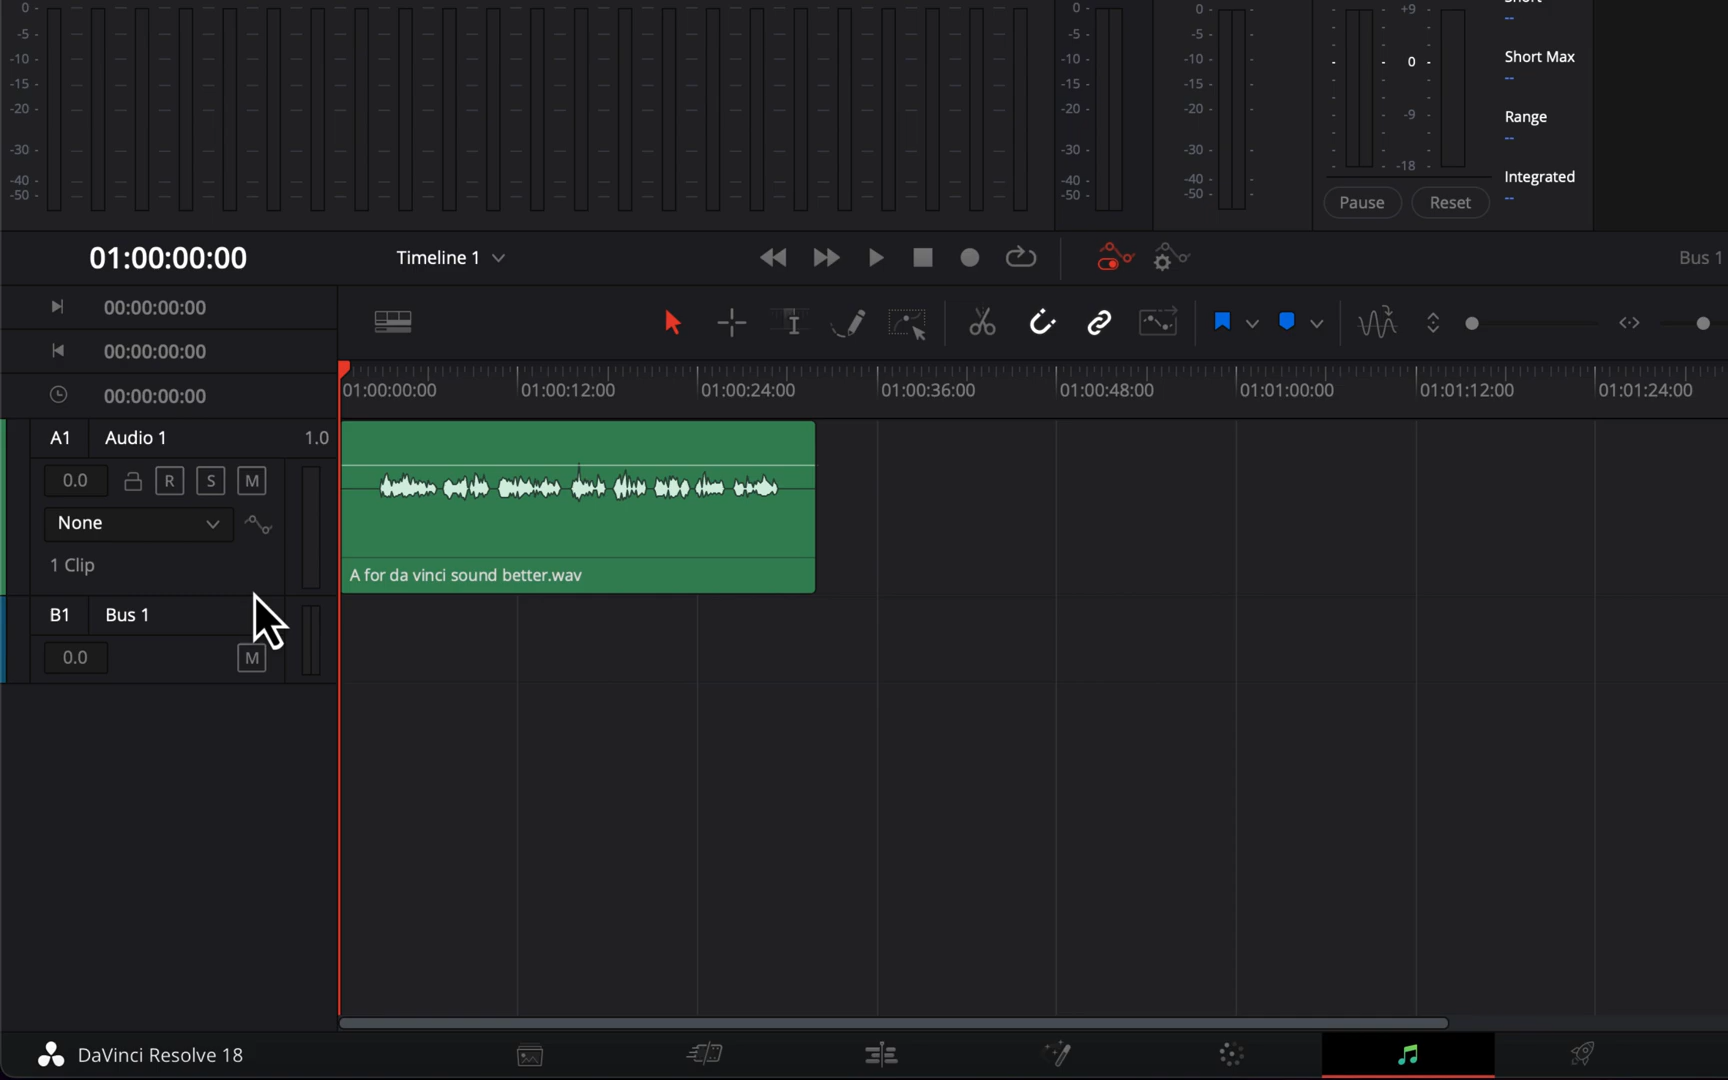 0 -
-5 -
-10 -
-15 -
-20 -
-30 -
-40 -
-50 -
0 -
-5 -
-10 -
-15 -
-20 -
-30 -
-40 -
-50 -
0 -
-5 -
-10 -
-15 -
-20 -
-30 -
-40 -
-50 -
+9 -
0 -
-9 -
-18 -
Pause
Reset
--
Short Max
--
Range
--
Integrated
--
01:00:00:00
Timeline 1
Bus 1
00:00:00:00
00:00:00:00
00:00:00:00
01:00:00:00
01:00:12:00
01:00:24:00
01:00:36:00
01:00:48:00
01:01:00:00
01:01:12:00
01:01:24:00
A1
Audio 1
1.0
0.0
R
S
M
None
1 Clip
A for da vinci sound better.wav
B1
Bus 1
0.0
M
DaVinci Resolve 18